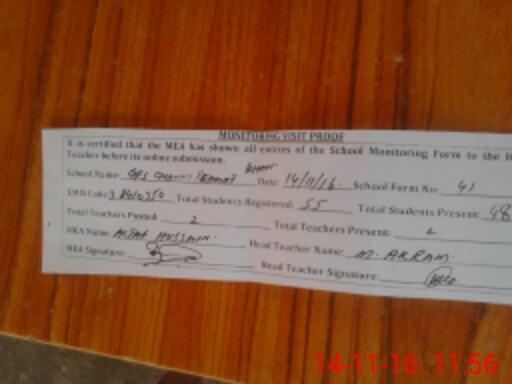 MONITORING VISIT PROOF
It is certified that the MEA has shown all entries of the School Monitoring Form to the H
Teacher before its online submission.
School Name: GPS Date: 14/11/16 School Form No: 41
EMIS Code: Total Students Registered: 55 Total Students Present: 48
Total Teachers Posted: 2 Total Teachers Present: 2
MEA Name: HUSSAIN Head Teacher Name: M. AKRAM
MEA Signature: Head Teacher Signature:
14-11-16 11:56